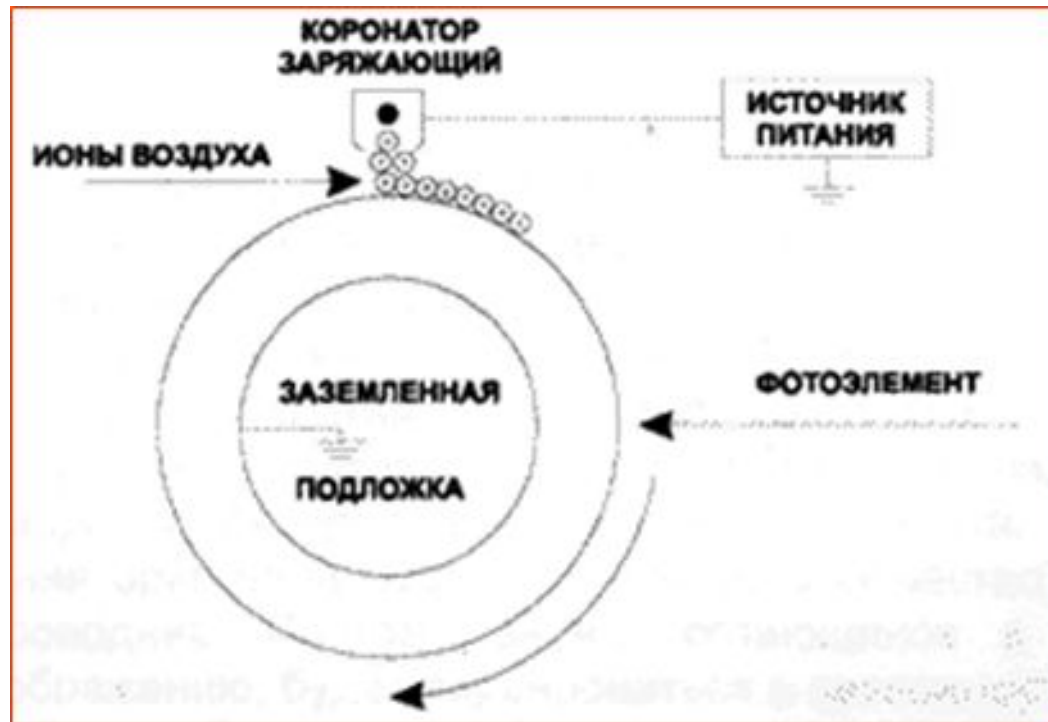 КОРОНАТОР
ЗАРЯЖАЮЩИЙ
ИСТОЧНИК
ПИТАНИЯ
ИОНЫ ВОЗДУХА
ФОТОЭЛЕМЕНТ
ЗАЗЕМЛЕННАЯ
ПОДЛОЖКА